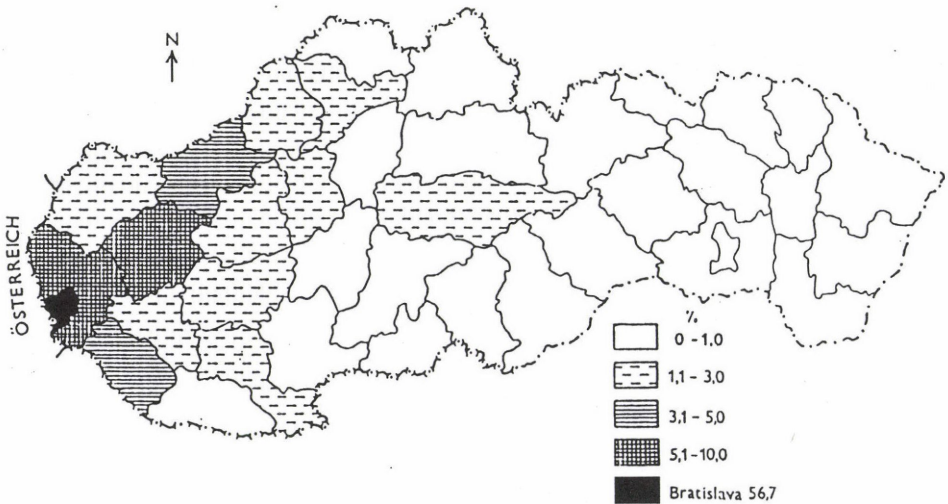 N
ÖSTERREICH
%
0 – 1,0
1,1 – 3,0
3,1 – 5,0
5,1 – 10,0
Bratislava 56,7